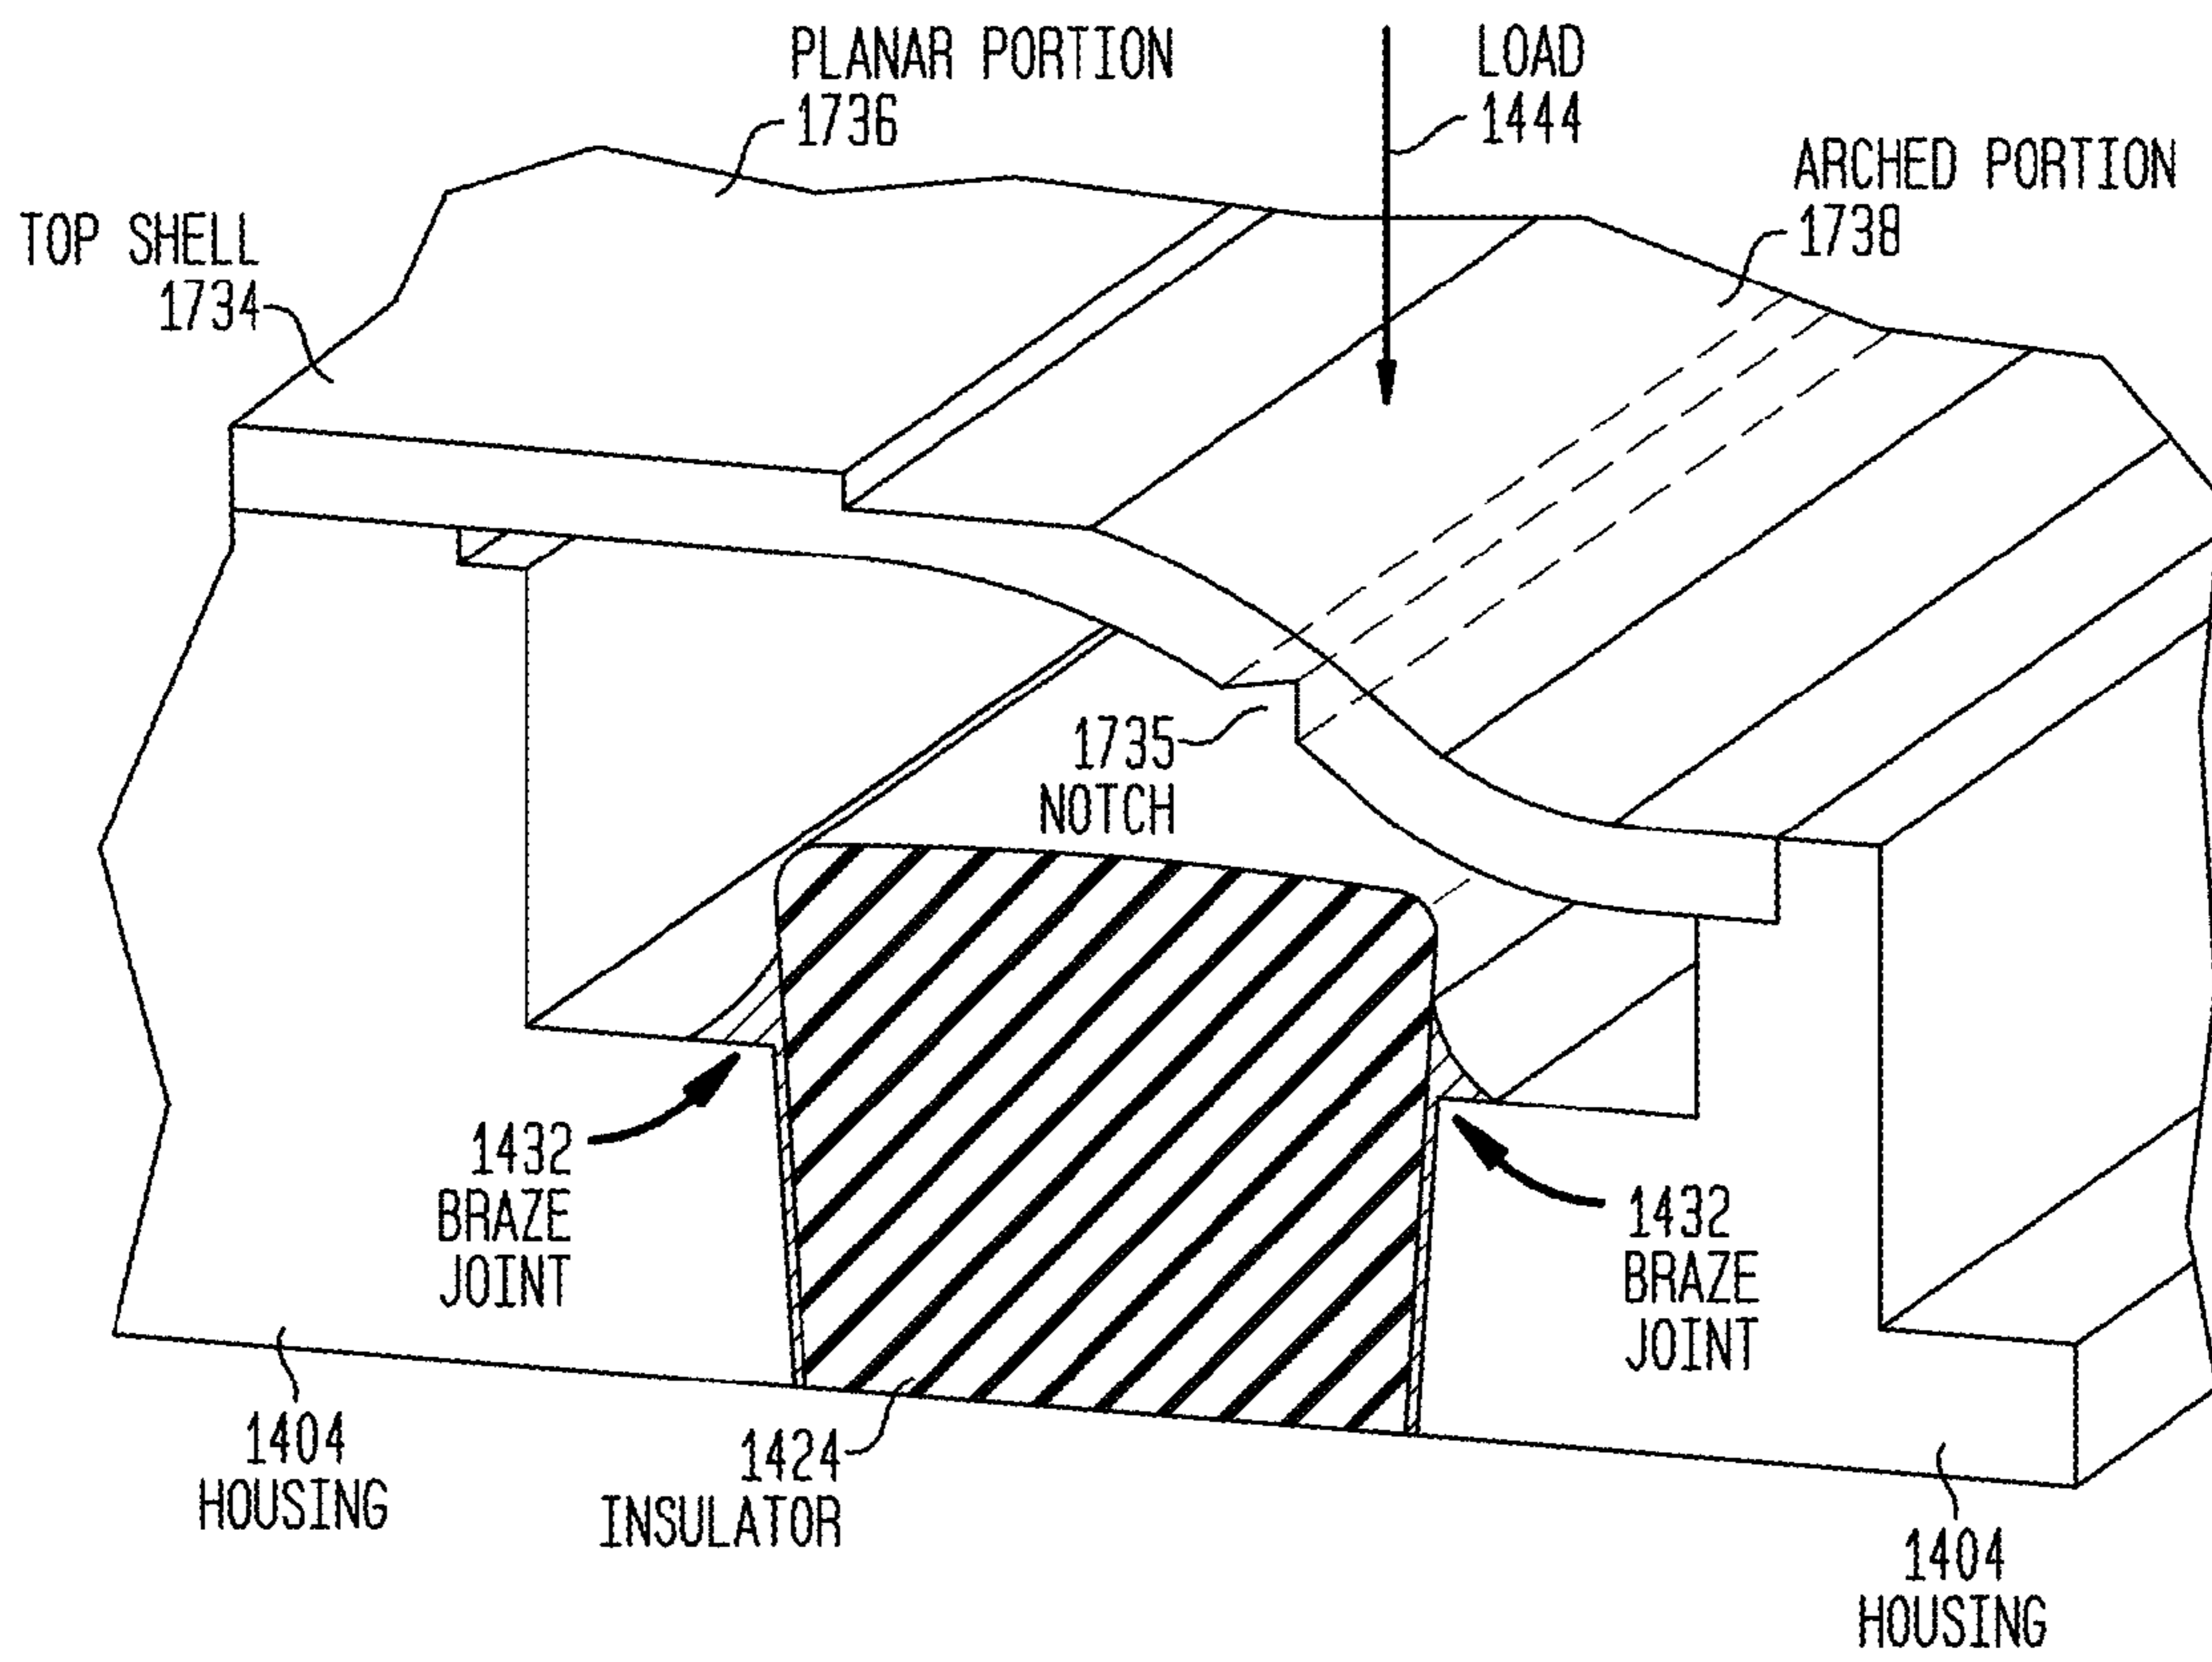 PLANAR PORTION
1736
LOAD
1444
ARCHED PORTION
1738
TOP SHELL
1734
1735
NOTCH
1432
BRAZE
JOINT
1432
BRAZE
JOINT
1404
HOUSING
1424
INSULATOR
1404
HOUSING